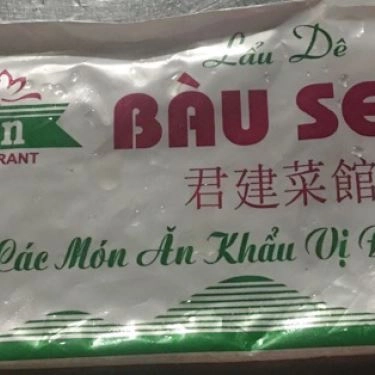 Lẩu Dê
BÀU SE
君建菜館
Các Món Ăn Khẩu Vị